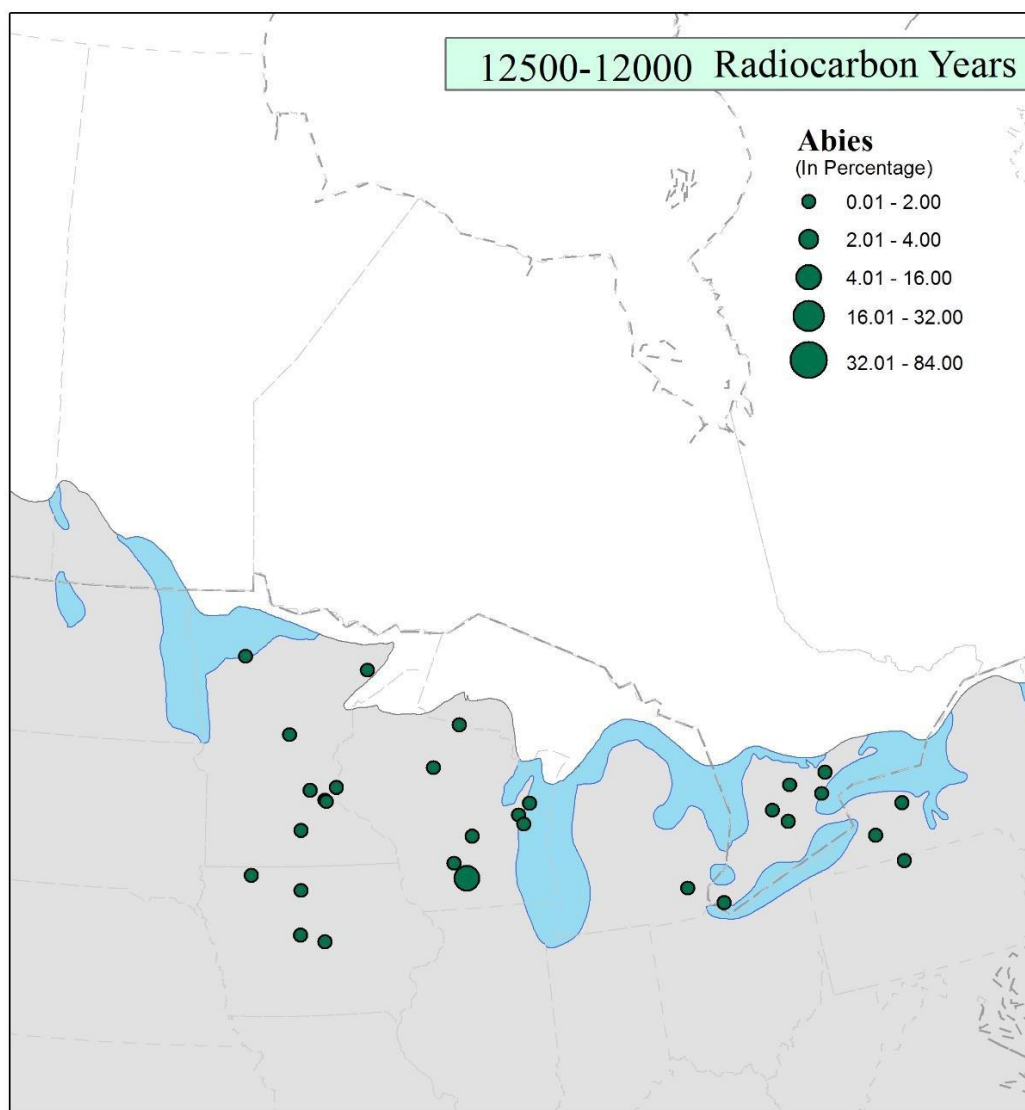 12500-12000 Radiocarbon Years
Abies
(In Percentage)
0.01 - 2.00
2.01 - 4.00
4.01 - 16.00
16.01 - 32.00
32.01 - 84.00